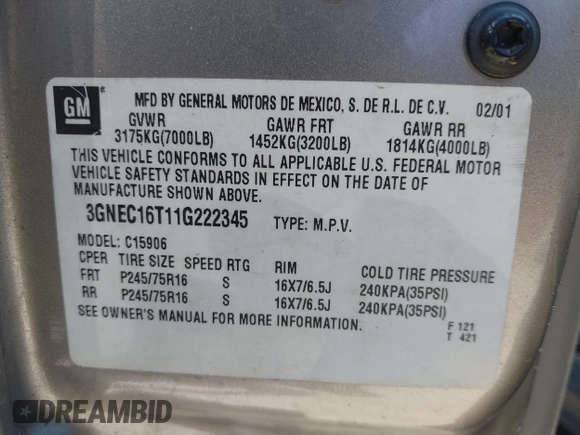 GM
MFD BY GENERAL MOTORS DE MEXICO, S. DE R.L. DE C.V. 02/01
GVWR GAWR FRT GAWR RR
3175KG(7000LB) 1452KG(3200LB) 1814KG(4000LB)
THIS VEHICLE CONFORMS TO ALL APPLICABLE U.S. FEDERAL MOTOR
VEHICLE SAFETY STANDARDS IN EFFECT ON THE DATE OF
MANUFACTURE SHOWN ABOVE.
3GNEC16T11G222345 TYPE: M.P.V.
MODEL: C15906
CPER TIRE SIZE SPEED RTG RIM COLD TIRE PRESSURE
FRT P245/75R16 S 16X7/6.5J 240KPA(35PSI)
RR P245/75R16 S 16X7/6.5J 240KPA(35PSI)
SEE OWNER'S MANUAL FOR MORE INFORMATION.
F 121
T 421
DREAMBID